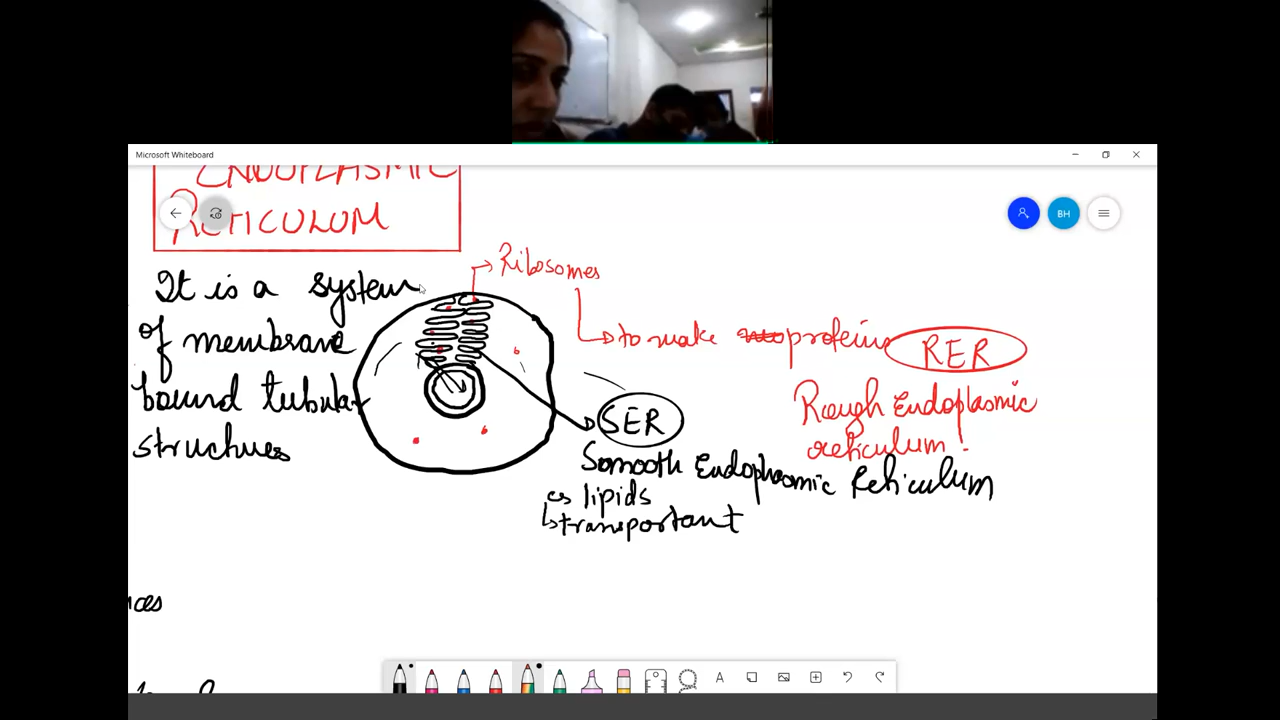 Microsoft Whiteboard
ENDOPLASMIC
RETICULUM
BH
It is a system
of membrane
bound tubular
structures
Ribosomes
to make proteins
RER
Rough Endoplasmic
reticulum!
SER
Smooth Endoplasmic Reticulum
lipids
transportant
A